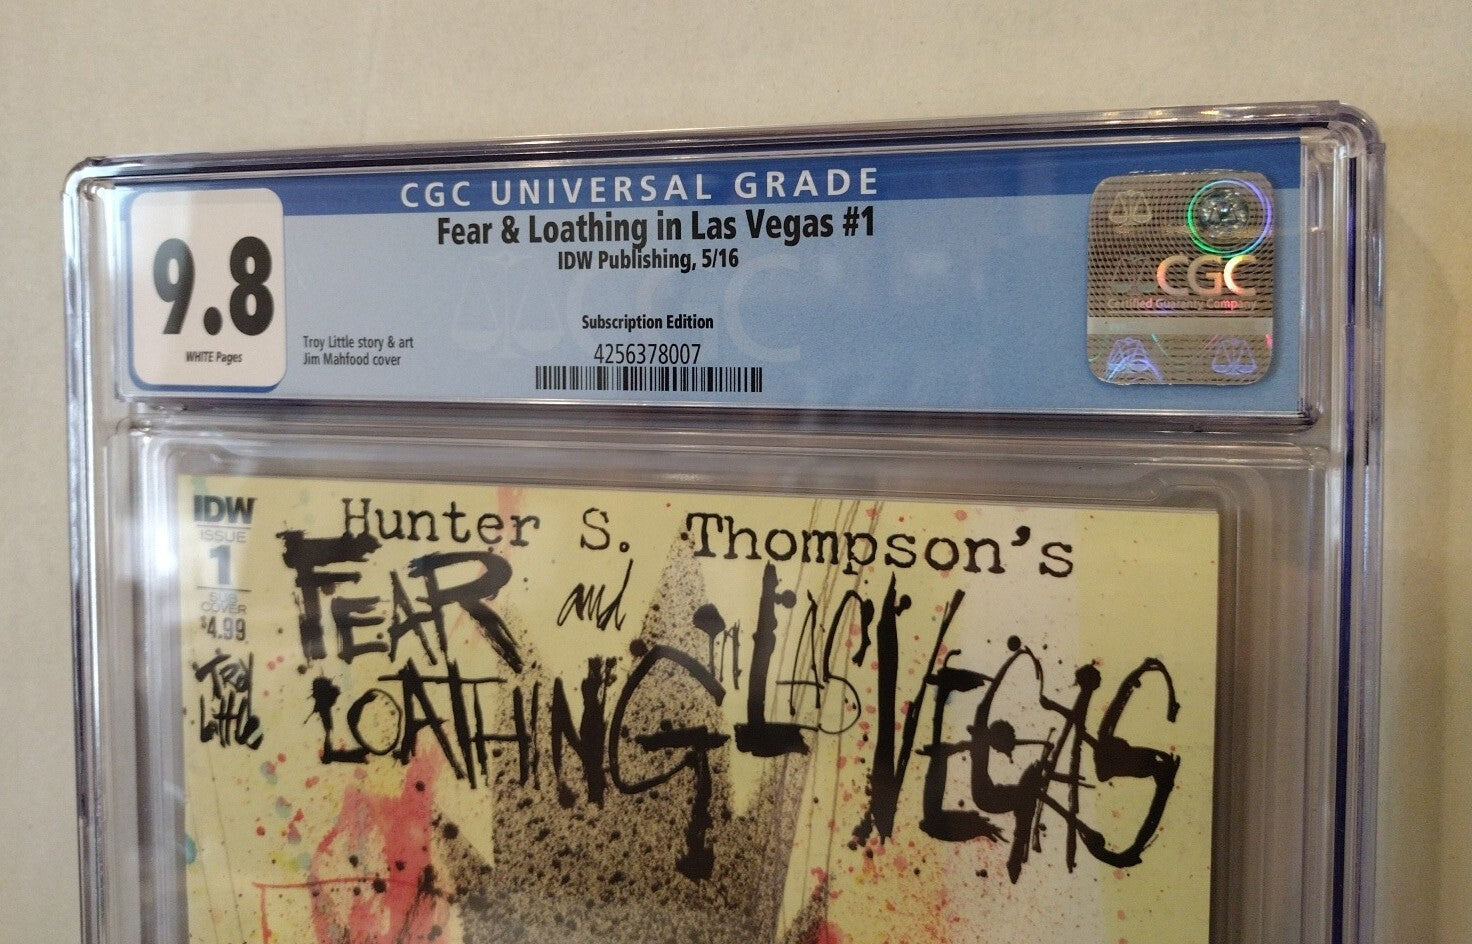 CGC UNIVERSAL GRADE
Fear & Loathing in Las Vegas #1
IDW Publishing, 5/16
9.8
WHITE Pages
Troy Little story & art
Jim Mahfood cover
Subscription Edition
4256378007
CGC
Certified Guaranty Company
IDW
ISSUE
1
SUB
COVER
$4.99
TROY
LITTLE
Hunter S. Thompson's
FEAR and
LOATHING in LAS VEGAS